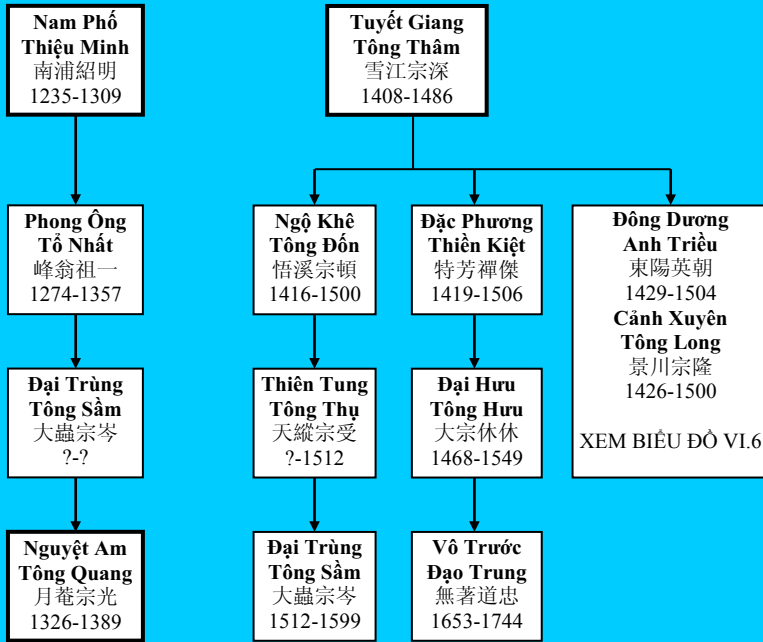 Nam Phố
Thiệu Minh
南浦紹明
1235-1309
Tuyết Giang
Tông Thâm
雪江宗深
1408-1486
Phong Ông
Tổ Nhất
峰翁祖一
1274-1357
Ngộ Khê
Tông Đốn
悟溪宗頓
1416-1500
Đặc Phương
Thiền Kiệt
特芳禪傑
1419-1506
Đông Dương
Anh Triều
東陽英朝
1429-1504
Cảnh Xuyên
Tông Long
景川宗隆
1426-1500
XEM BIỂU ĐỒ VI.6
Đại Trùng
Tông Sầm
大蟲宗岑
?-?
Thiên Tung
Tông Thụ
天縱宗受
?-1512
Đại Hưu
Tông Hưu
大宗休休
1468-1549
Nguyệt Am
Tông Quang
月菴宗光
1326-1389
Đại Trùng
Tông Sầm
大蟲宗岑
1512-1599
Vô Trước
Đạo Trung
無著道忠
1653-1744